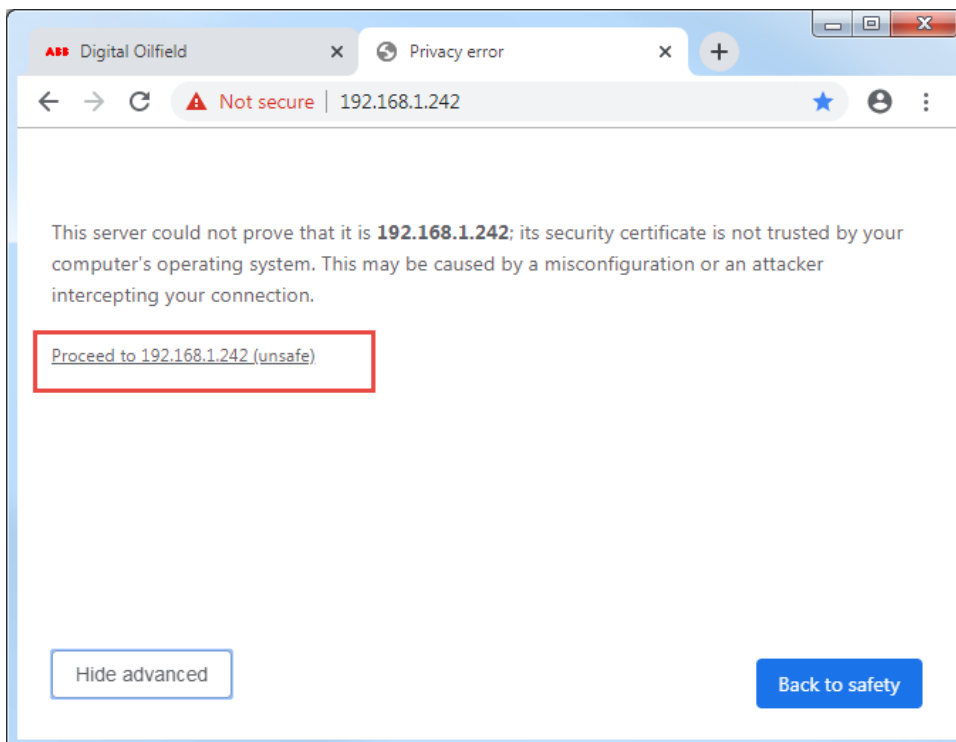 ABB Digital Oilfield
Privacy error
Not secure | 192.168.1.242
This server could not prove that it is 192.168.1.242; its security certificate is not trusted by your
computer's operating system. This may be caused by a misconfiguration or an attacker
intercepting your connection.
Proceed to 192.168.1.242 (unsafe)
Hide advanced
Back to safety